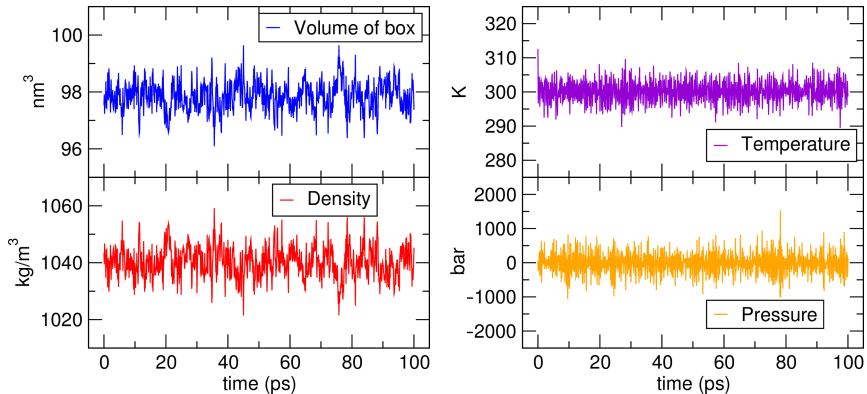 100
98
96
nm3
Volume of box
1060
1040
1020
kg/m3
Density
0 20 40 60 80 100
time (ps)
320
310
300
290
280
K
Temperature
2000
1000
0
-1000
-2000
bar
Pressure
0 20 40 60 80 100
time (ps)